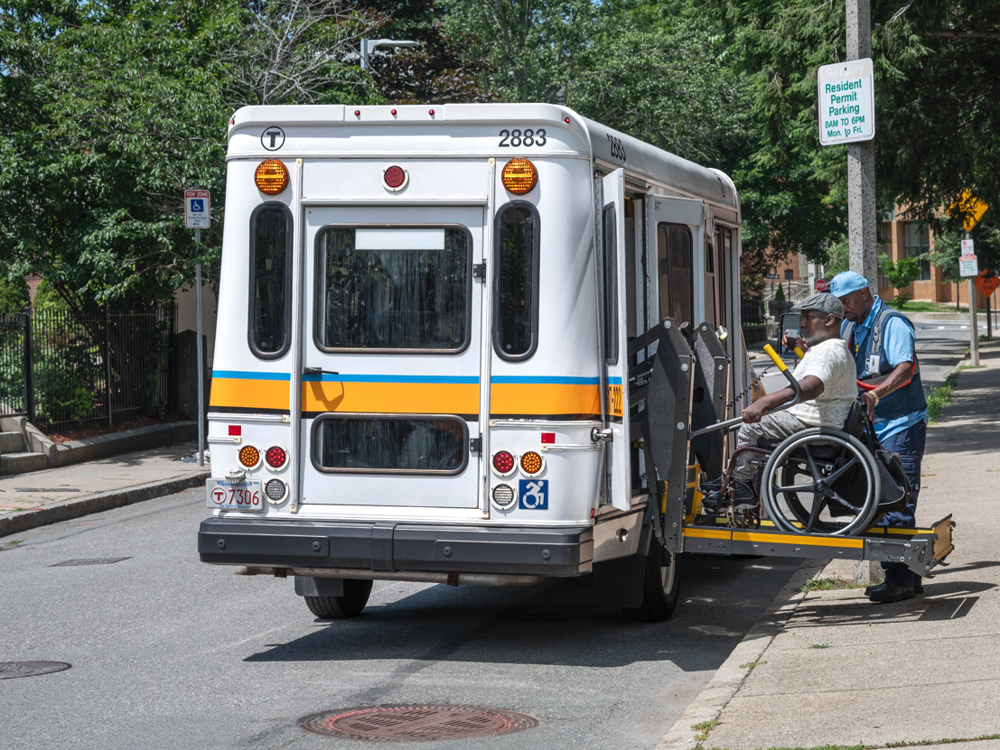 Resident
Permit
Parking
8AM TO 6PM
Mon. to Fri.
T
2883
2883
TOW ZONE
T 7306